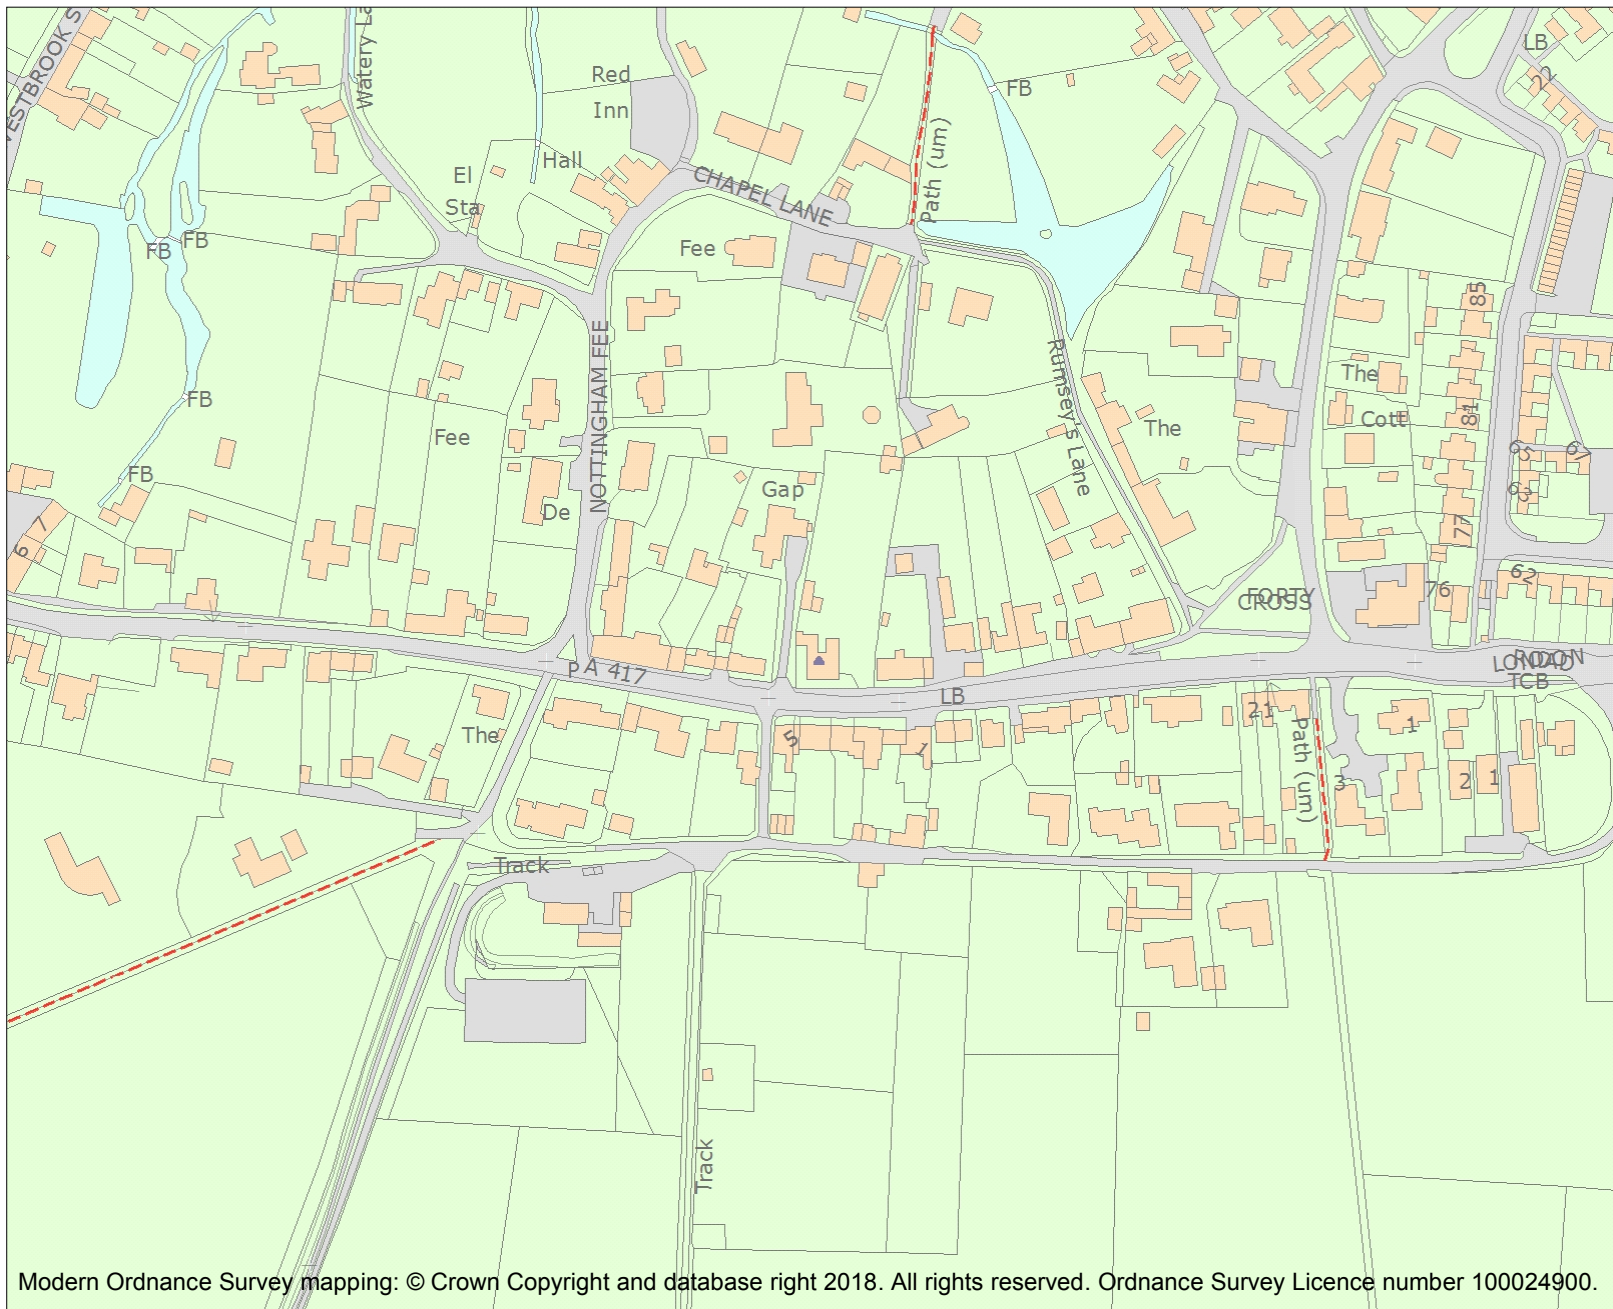 WESTBROOK S
Watery La
Red
Inn
Hall
El
Sta
FB
LB
22
Path (um)
CHAPEL LANE
FB
FB
Fee
85
NOTTINGHAM FEE
Rumsey's Lane
The
FB
Cott
81
Fee
The
65
67
FB
Gap
63
De
7
77
6
62
76
FORTY
CROSS
P
A 417
LONDON
ROAD
TCB
LB
The
5
1
21
Path (um)
1
3
2
1
Track
Track
Modern Ordnance Survey mapping: © Crown Copyright and database right 2018. All rights reserved. Ordnance Survey Licence number 100024900.